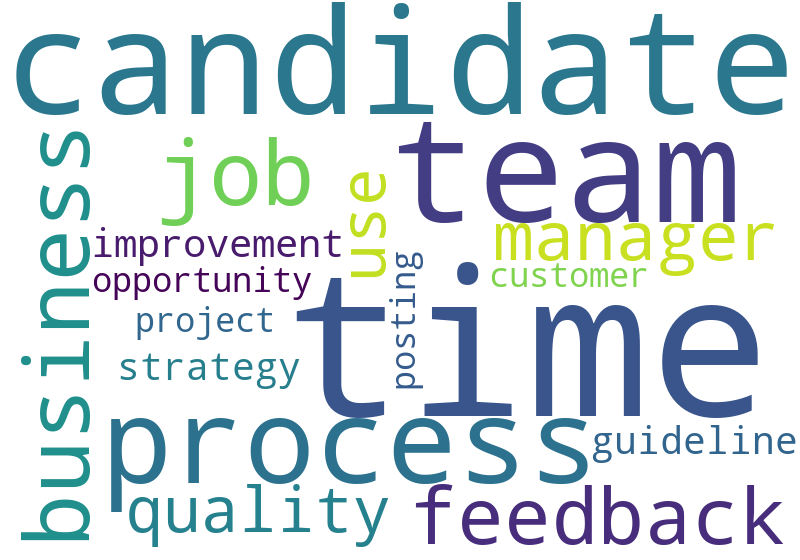 candidate
business
job
team
use
improvement
manager
opportunity
posting
customer
time
project
strategy
process
guideline
quality
feedback